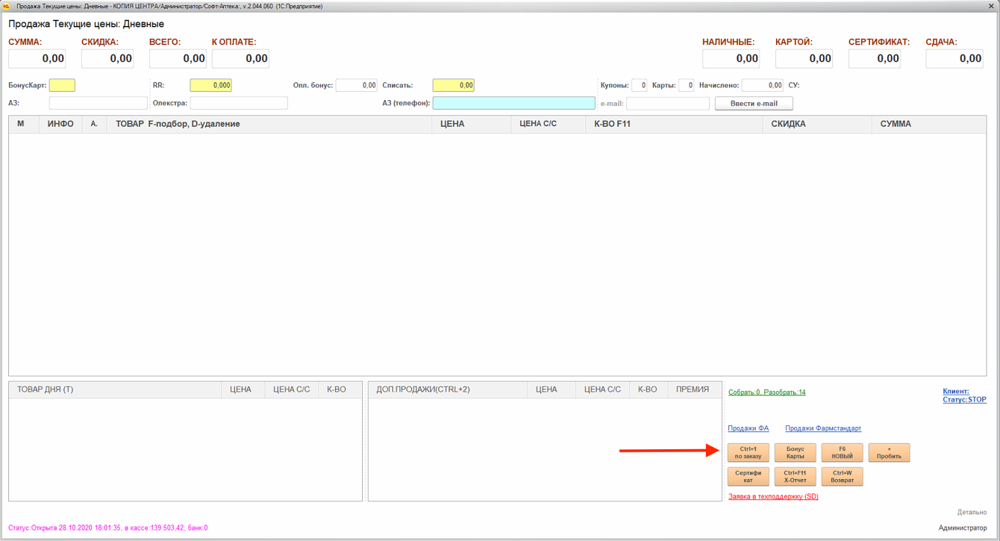 Продажа Текущие цены: Дневные - КОПИЯ ЦЕНТРА/Администратор/Софт-Аптека:, v.2.044.060 (1С:Предприятие)
Продажа Текущие цены: Дневные
СУММА: СКИДКА: ВСЕГО: К ОПЛАТЕ: НАЛИЧНЫЕ: КАРТОЙ: СЕРТИФИКАТ: СДАЧА:
0,00 0,00 0,00 0,00 0,00 0,00 0,00 0,00
БонусКарт: RR: 0,000 Опл. бонус: 0,00 Списать: 0,00 Купоны: 0 Карты: 0 Начислено: 0,00 СУ:
АЗ: Олекстра: АЗ (телефон): e-mail: Ввести e-mail
М ИНФО А. ТОВАР F-подбор, D-удаление ЦЕНА ЦЕНА С/С К-ВО F11 СКИДКА СУММА
ТОВАР ДНЯ (Т) ЦЕНА ЦЕНА С/С К-ВО ДОП.ПРОДАЖИ(CTRL+2) ЦЕНА ЦЕНА С/С К-ВО ПРЕМИЯ
Собрать:0, Разобрать:14
Клиент:
Статус:STOP
Продажи ФА Продажи Фармстандарт
Ctrl+1 Бонус F6 +
по заказу Карты НОВЫЙ Пробить
Сертифи Ctrl+F11 Ctrl+W
кат Х-Отчет Возврат
Заявка в техподдержку (SD)
Детально
Статус:Открыта 28.10.2020 18:01:35, в кассе:139 503,42, банк:0 Администратор